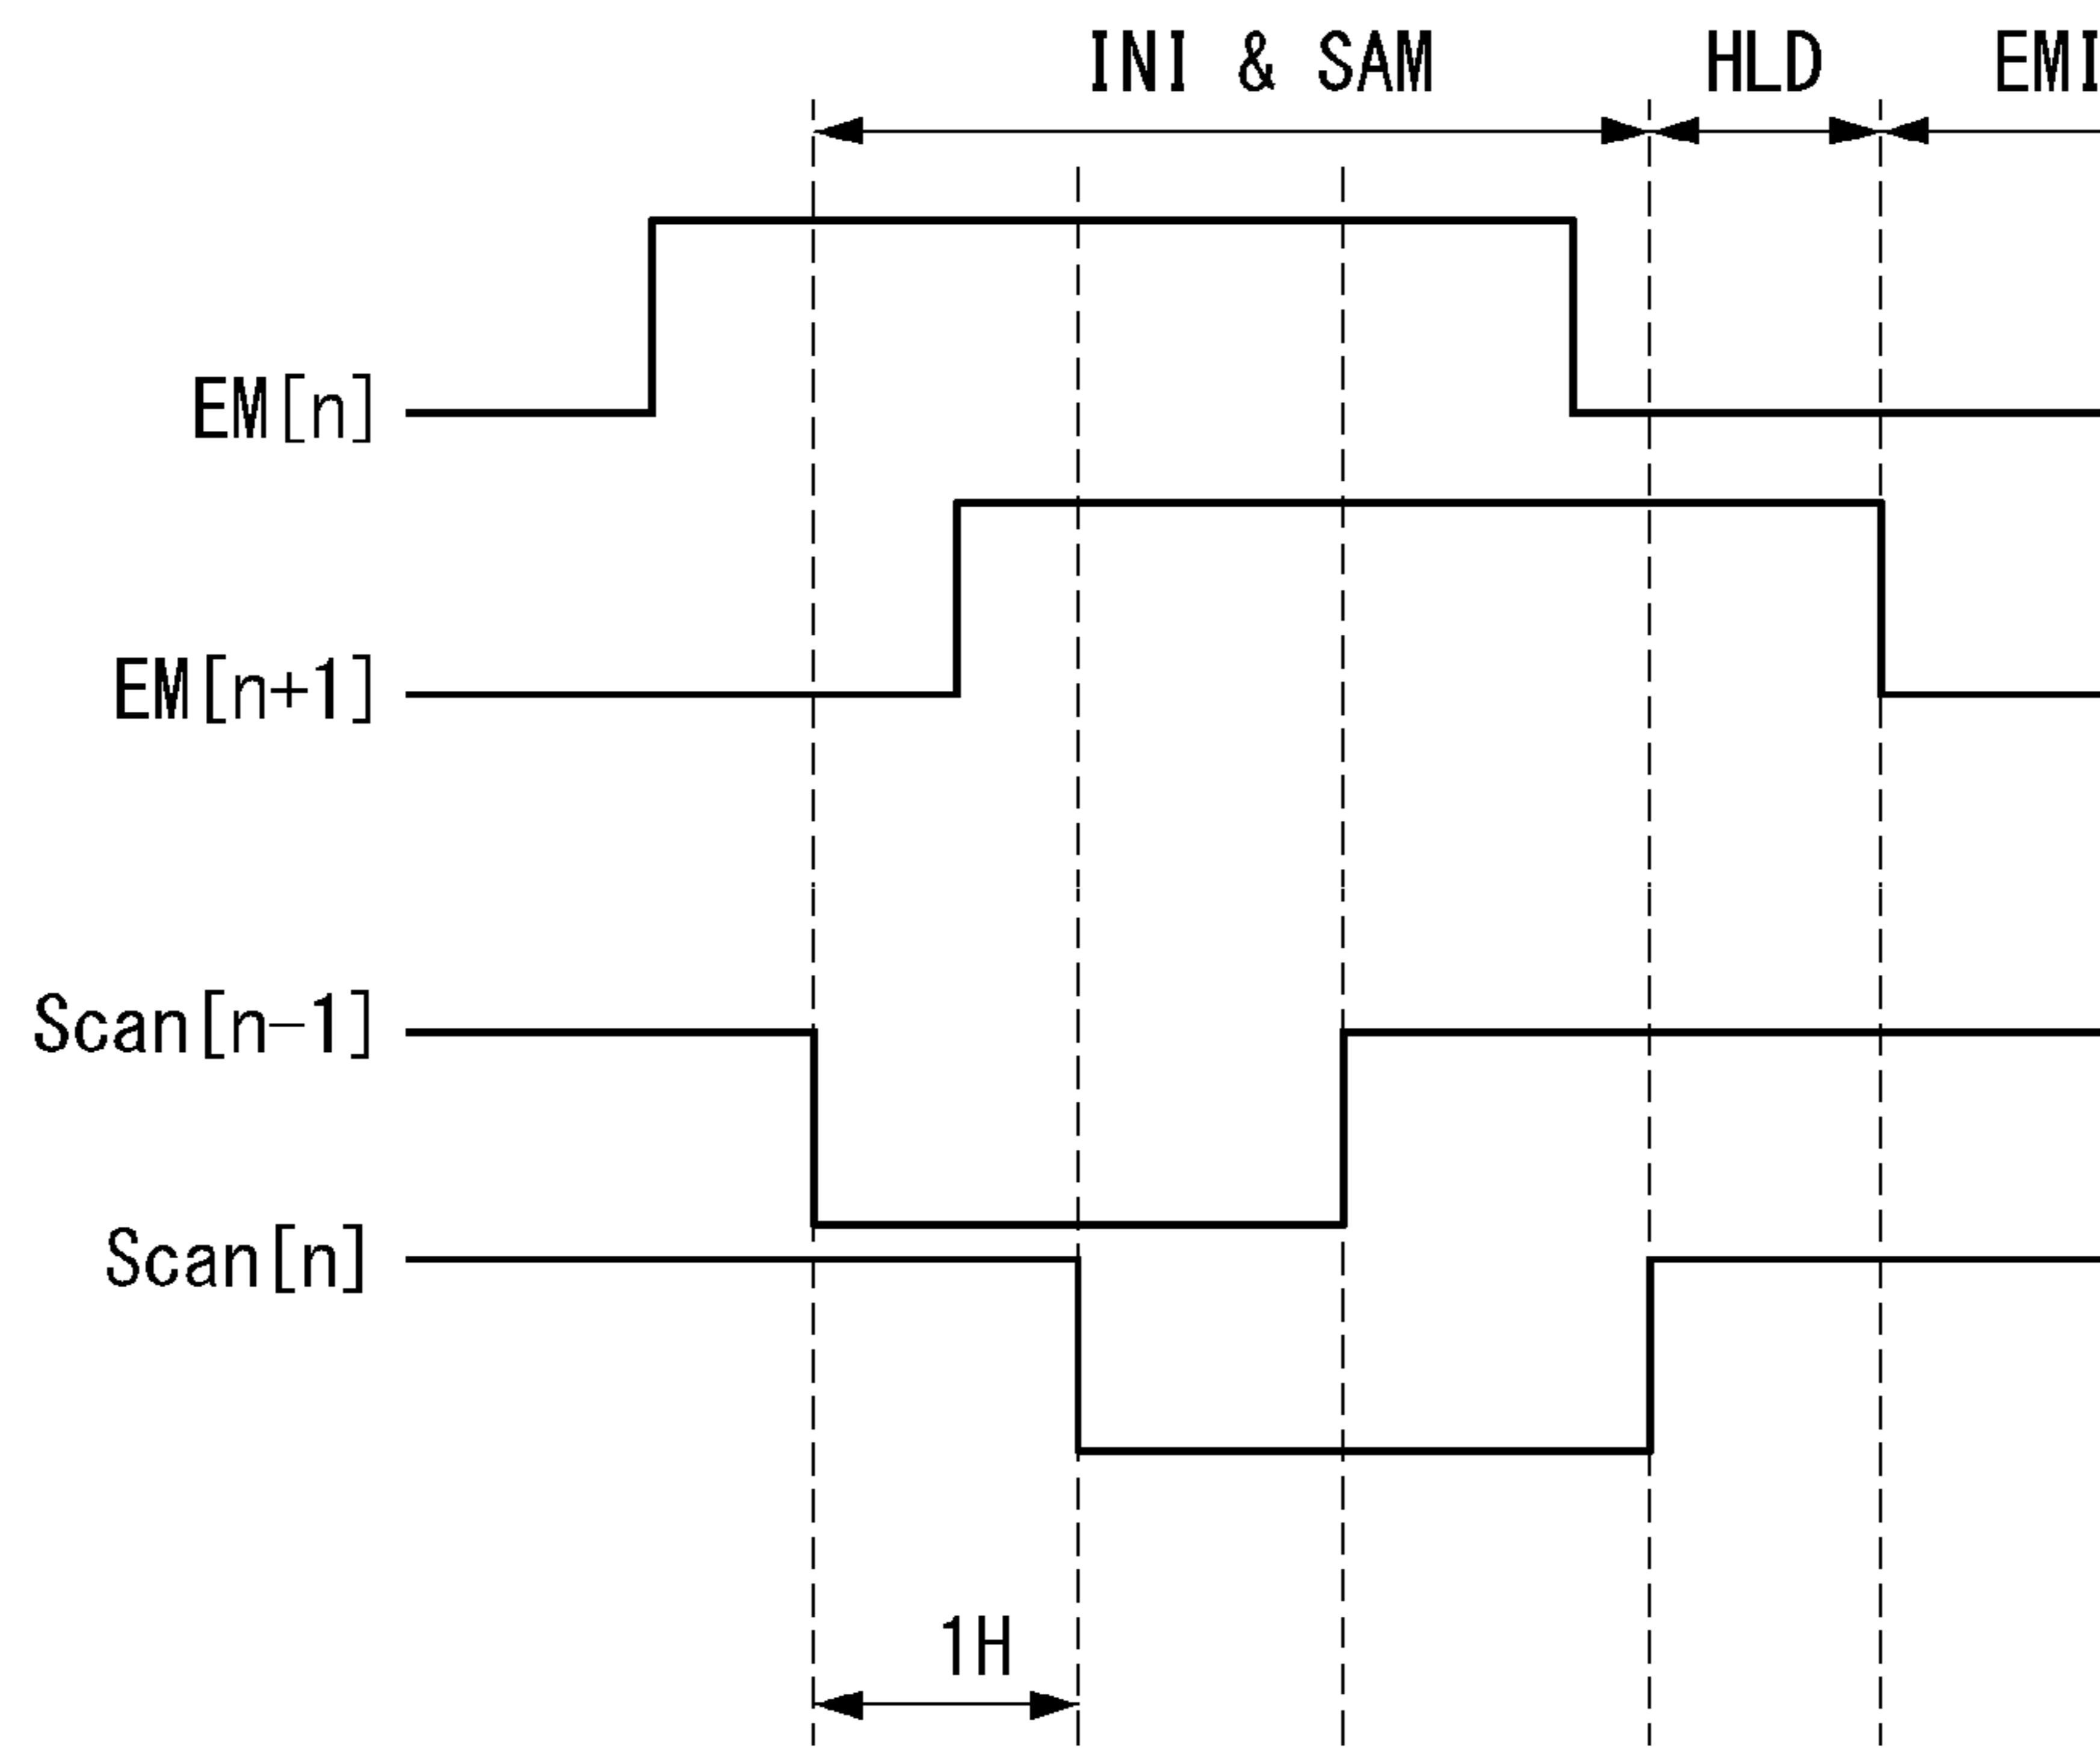 INI & SAM HLD EMI
EM[n]
EM[n+1]
Scan[n-1]
Scan[n]
1H